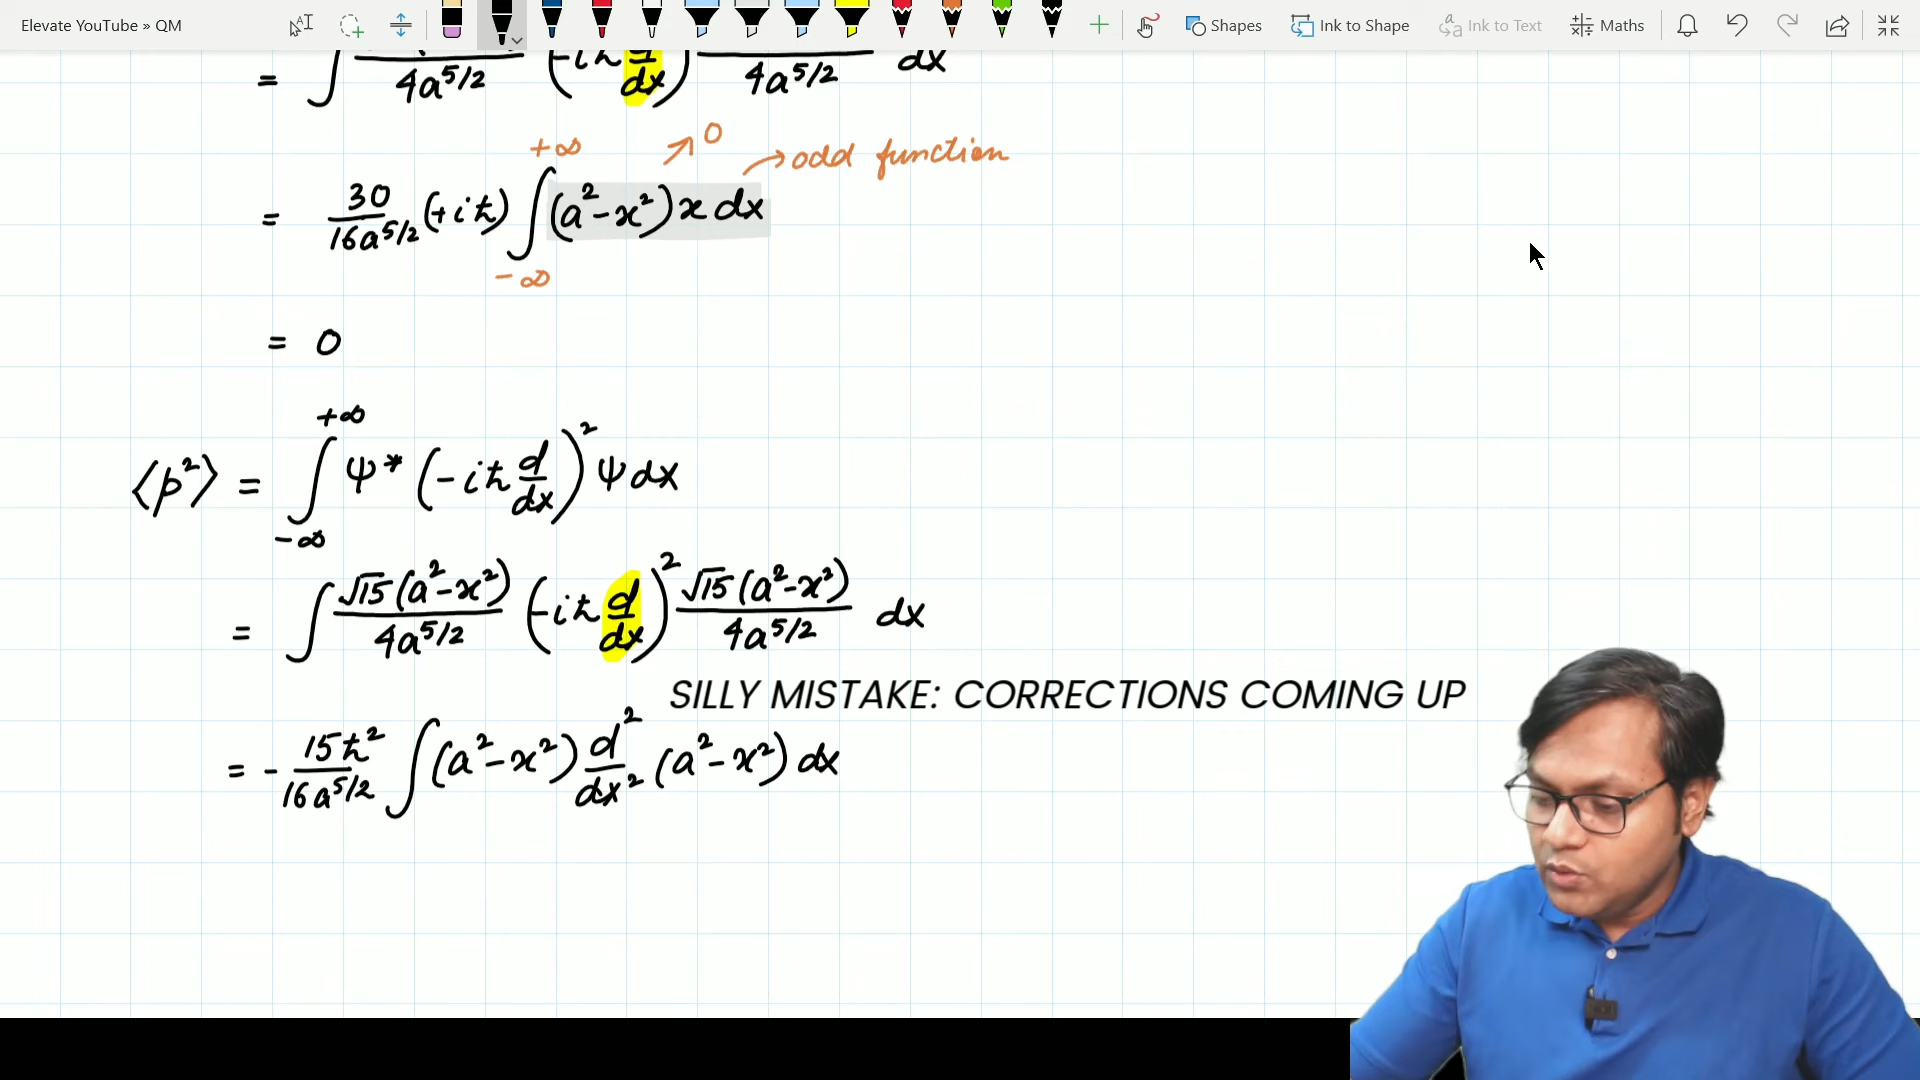 Elevate YouTube » QM
Shapes
Ink to Shape
Ink to Text
Maths
= ∫ 4a^5/2 (-iħ d/dx) 4a^5/2 dx
+∞ ↗ 0 → odd function
= 30/16a^5/2 (+iħ) ∫ (a²-x²) x dx
-∞
= 0
+∞
⟨p²⟩ = ∫ ψ* (-iħ d/dx)² ψ dx
-∞
= ∫ √15(a²-x²)/4a^5/2 (-iħ d/dx)² √15(a²-x²)/4a^5/2 dx
SILLY MISTAKE: CORRECTIONS COMING UP
= - 15ħ²/16a^5/2 ∫ (a²-x²) d²/dx² (a²-x²) dx